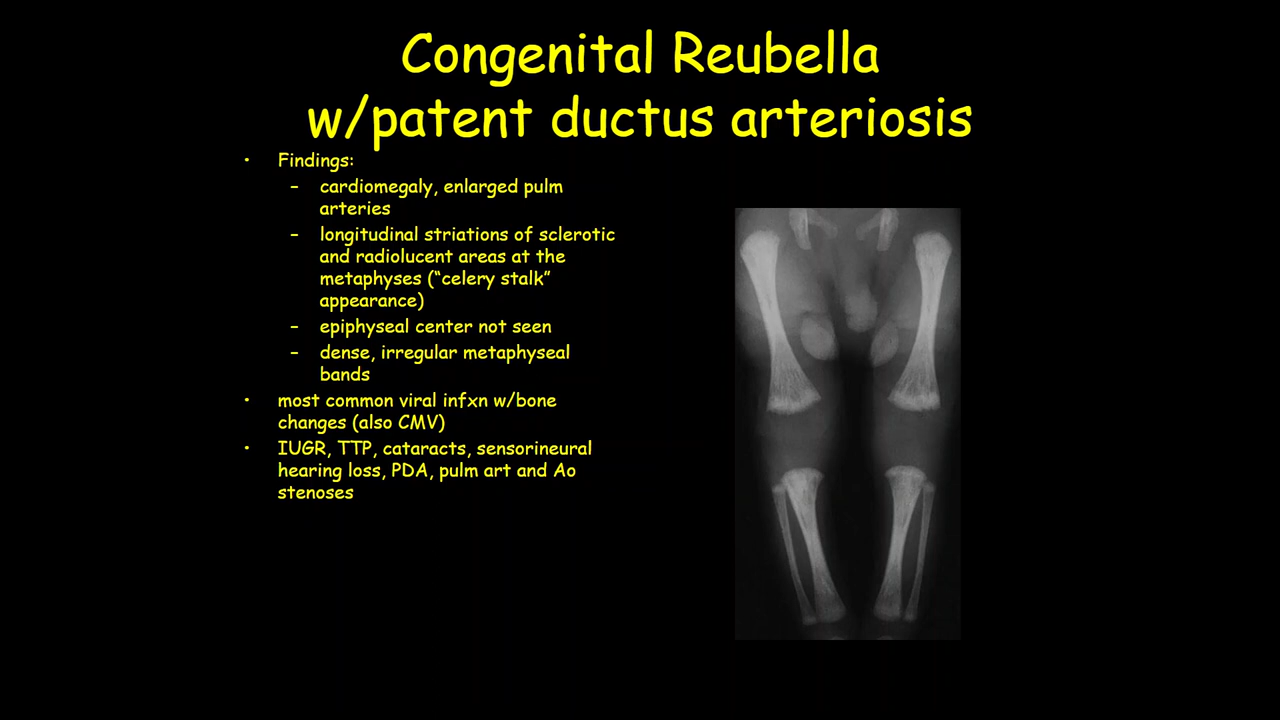 Congenital Reubella
w/patent ductus arteriosis
• Findings:
– cardiomegaly, enlarged pulm
arteries
– longitudinal striations of sclerotic
and radiolucent areas at the
metaphyses (“celery stalk”
appearance)
– epiphyseal center not seen
– dense, irregular metaphyseal
bands
• most common viral infxn w/bone
changes (also CMV)
• IUGR, TTP, cataracts, sensorineural
hearing loss, PDA, pulm art and Ao
stenoses